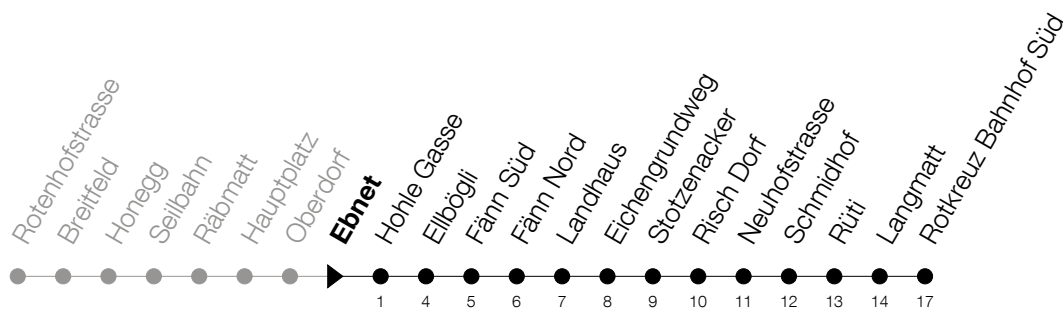 Rotenhofstrasse
Breitfeld
Honegg
Seilbahn
Räbmatt
Hauptplatz
Oberdorf
Ebnet
Hohle Gasse
Ellbögli
Fänn Süd
Fänn Nord
Landhaus
Eichengrundweg
Stotzenacker
Risch Dorf
Neuhofstrasse
Schmidhof
Rüti
Langmatt
Rotkreuz Bahnhof Süd
1 4 5 6 7 8 9 10 11 12 13 14 17